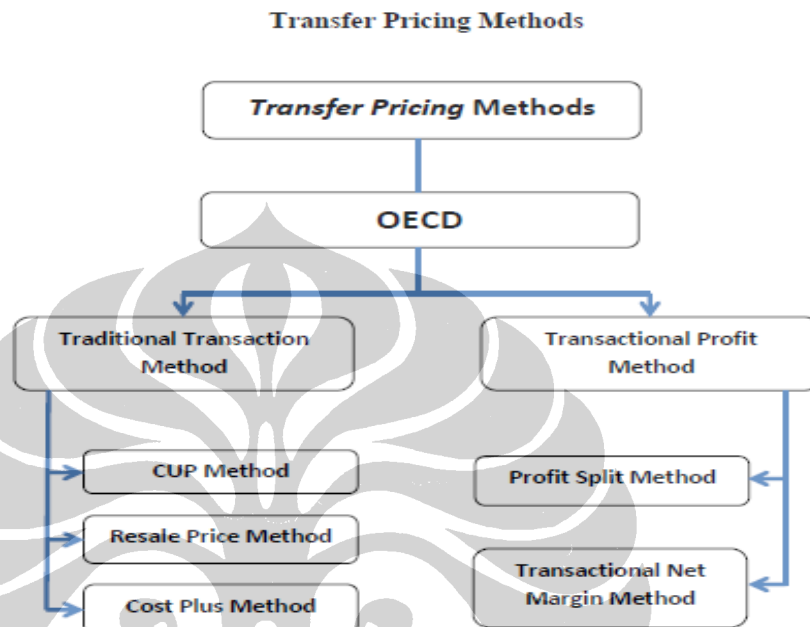 Transfer Pricing Methods
Transfer Pricing Methods
OECD
Traditional Transaction
Method
Transactional Profit
Method
CUP Method
Resale Price Method
Cost Plus Method
Profit Split Method
Transactional Net
Margin Method